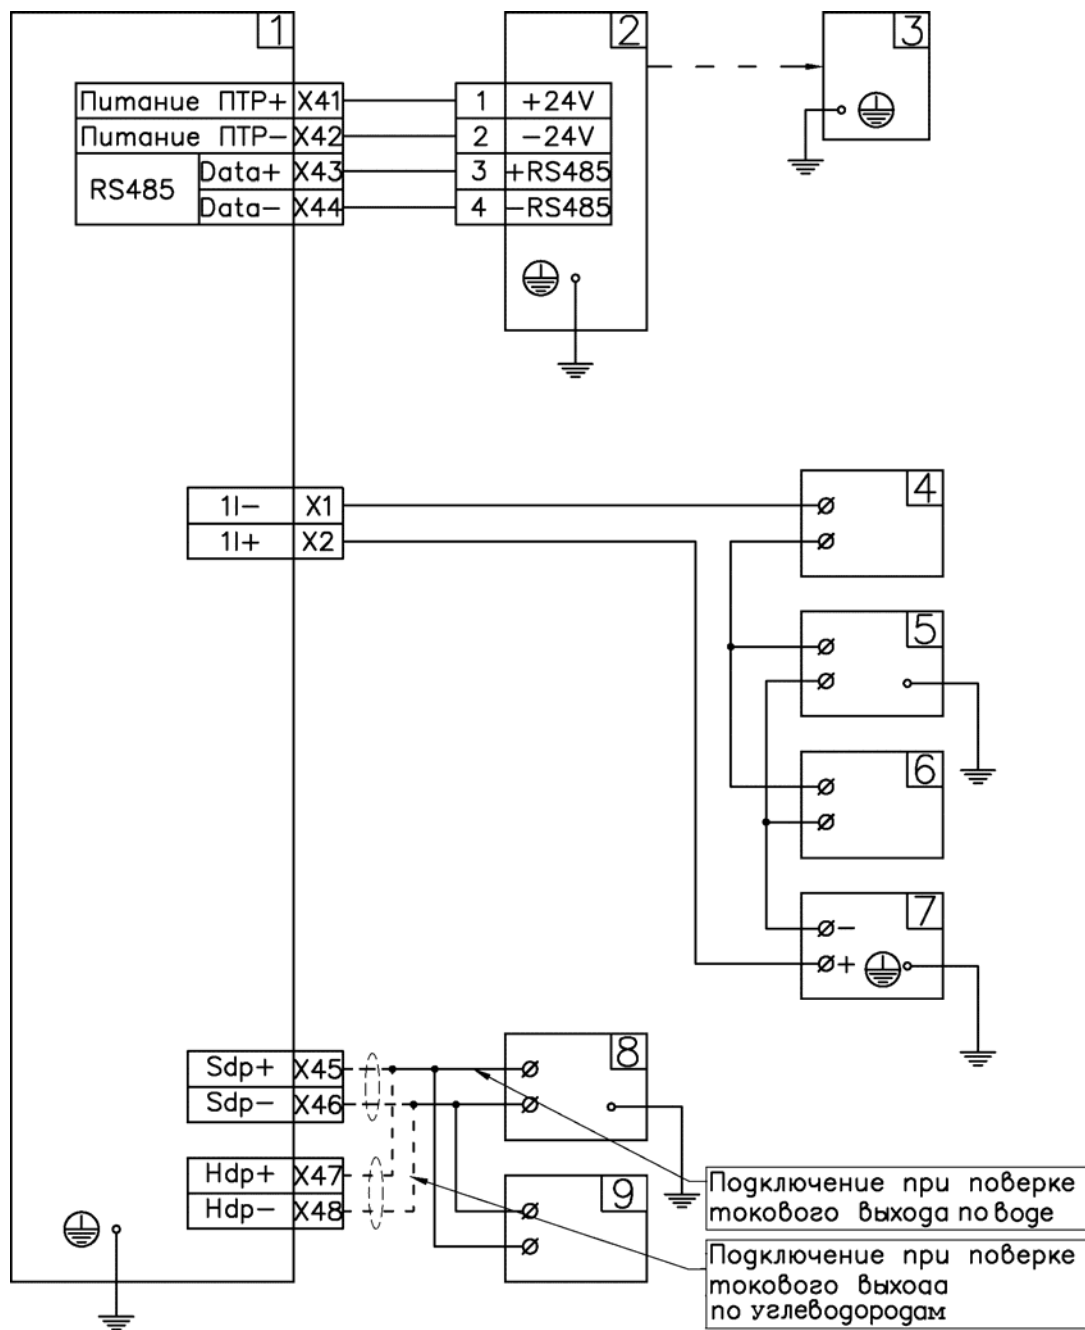 1
2
3
Питание ПТР+ X41
1 +24V
Питание ПТР- X42
2 -24V
RS485
Data+ X43
3 +RS485
Data- X44
4 -RS485
1I- X1
1I+ X2
4
5
6
7
-
+
Sdp+ X45
Sdp- X46
8
Hdp+ X47
Hdp- X48
9
Подключение при поверке
токового выхода по воде
Подключение при поверке
токового выхода
по углеводородам